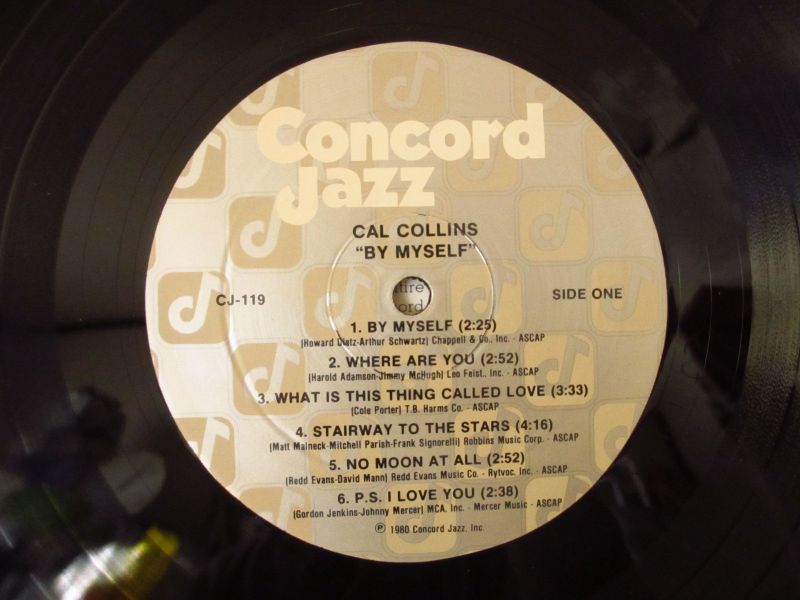 Concord
Jazz
CAL COLLINS
"BY MYSELF"
CJ-119
SIDE ONE
1. BY MYSELF (2:25)
(Howard Dietz-Arthur Schwartz) Chappell & Co., Inc. - ASCAP
2. WHERE ARE YOU (2:52)
(Harold Adamson-Jimmy McHugh) Leo Feist., Inc. - ASCAP
3. WHAT IS THIS THING CALLED LOVE (3:33)
(Cole Porter) T.B. Harms Co. - ASCAP
4. STAIRWAY TO THE STARS (4:16)
(Matt Malneck-Mitchell Parish-Frank Signorelli) Robbins Music Corp. - ASCAP
5. NO MOON AT ALL (2:52)
(Redd Evans-David Mann) Redd Evans Music Co. - Rytvoc. Inc. - ASCAP
6. P.S. I LOVE YOU (2:38)
(Gordon Jenkins-Johnny Mercer) MCA. Inc. - Mercer Music - ASCAP
℗ 1980 Concord Jazz, Inc.